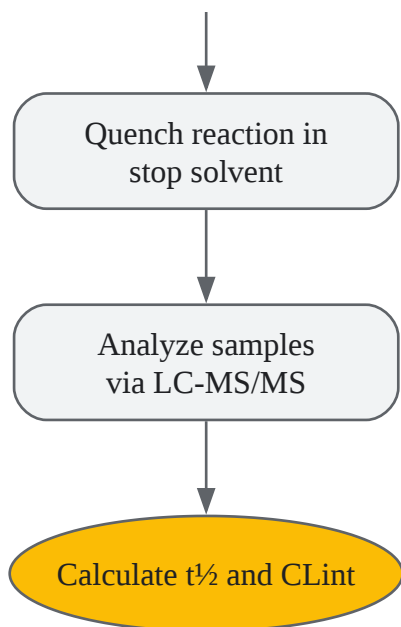 Quench reaction in
stop solvent
Analyze samples
via LC-MS/MS
Calculate t½ and CLint